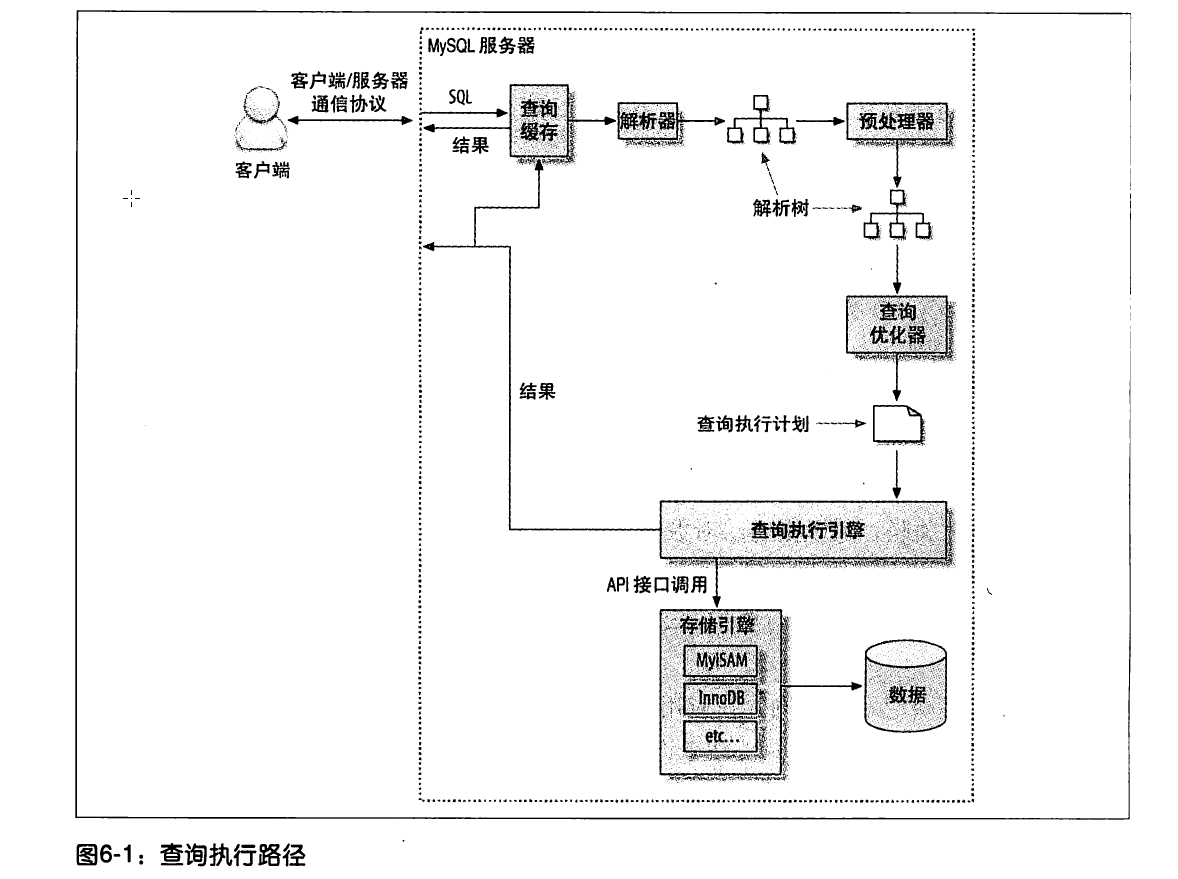 MySQL 服务器
客户端/服务器
通信协议
客户端
SQL
结果
查询
缓存
解析器
预处理器
解析树
查询
优化器
查询执行计划
结果
查询执行引擎
API 接口调用
存储引擎
MyISAM
InnoDB
etc...
数据
图6-1：查询执行路径